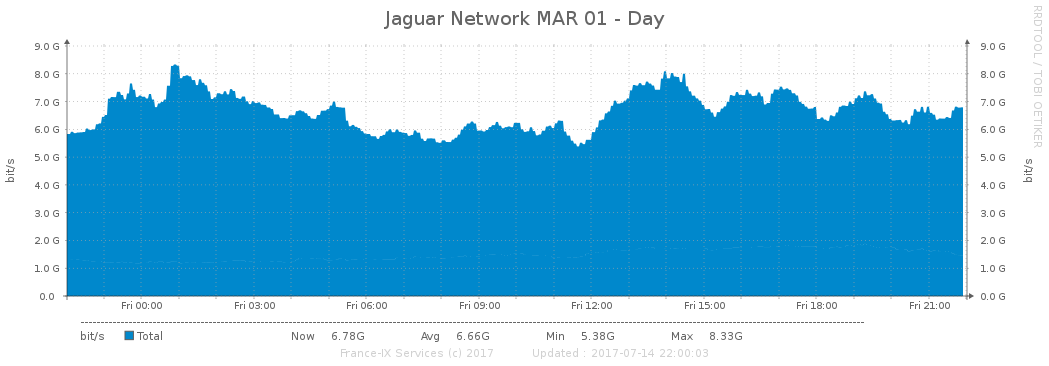 Jaguar Network MAR 01 - Day
RRDTOOL / TOBI OETIKER
9.0 G 9.0 G
8.0 G 8.0 G
7.0 G 7.0 G
6.0 G 6.0 G
5.0 G 5.0 G
4.0 G 4.0 G
3.0 G 3.0 G
2.0 G 2.0 G
1.0 G 1.0 G
0.0 0.0 G
bit/s
bit/s
Fri 00:00 Fri 03:00 Fri 06:00 Fri 09:00 Fri 12:00 Fri 15:00 Fri 18:00 Fri 21:00
bit/s Total Now 6.78G Avg 6.66G Min 5.38G Max 8.33G
France-IX Services (c) 2017 Updated : 2017-07-14 22:00:03